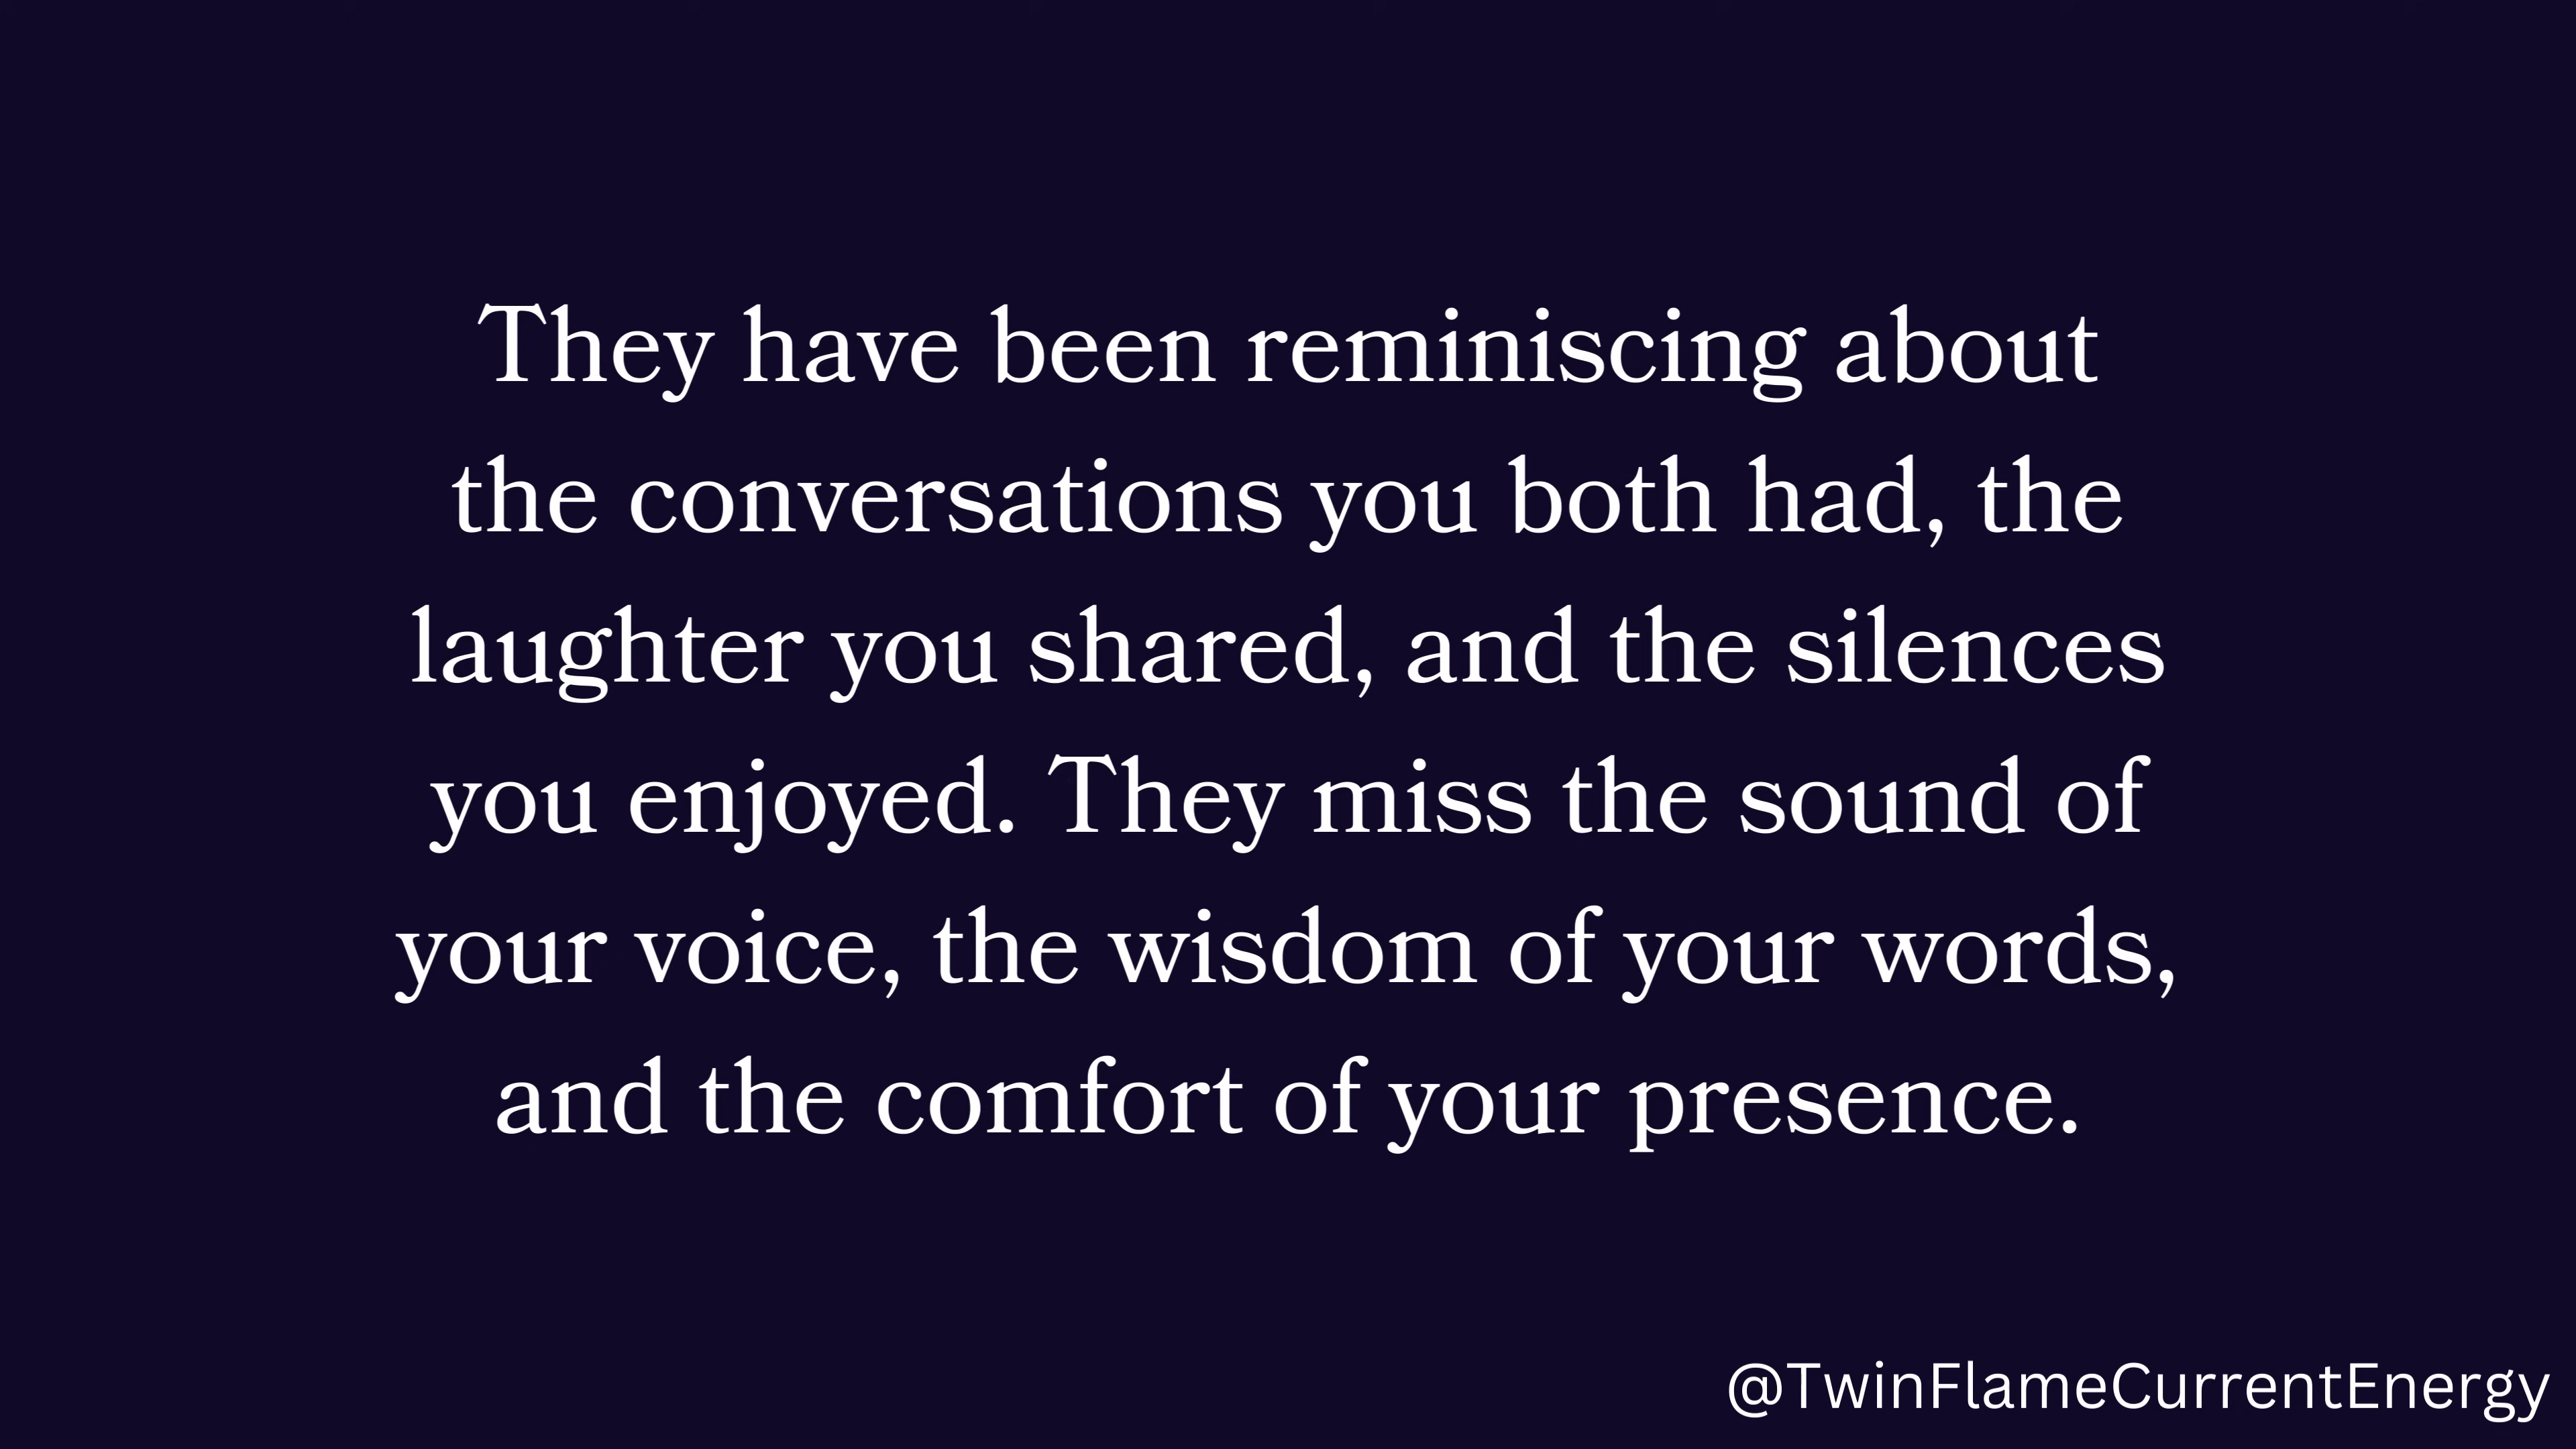 They have been reminiscing about
the conversations you both had, the
laughter you shared, and the silences
you enjoyed. They miss the sound of
your voice, the wisdom of your words,
and the comfort of your presence.
@TwinFlameCurrentEnergy